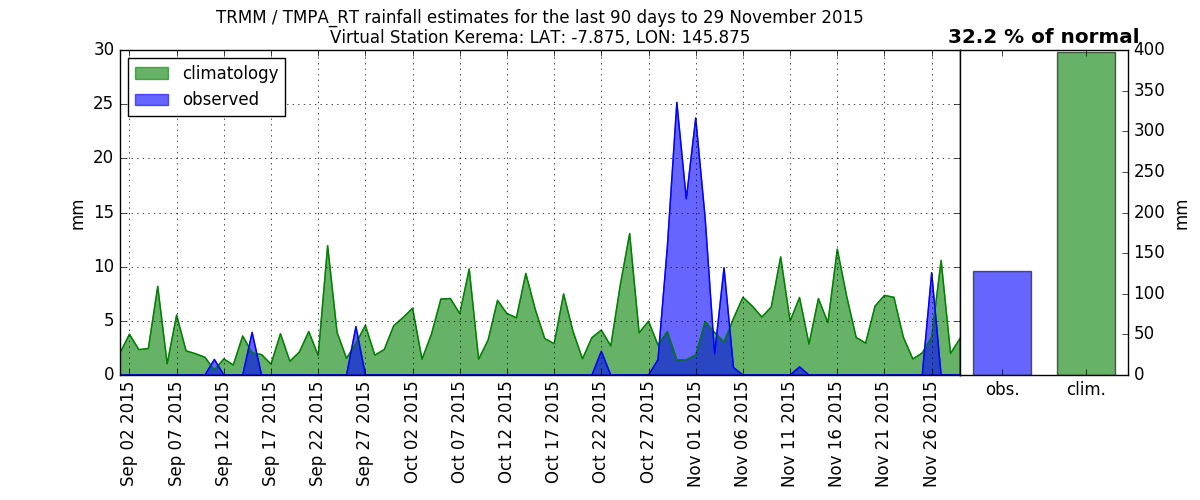 TRMM / TMPA_RT rainfall estimates for the last 90 days to 29 November 2015
Virtual Station Kerema: LAT: -7.875, LON: 145.875
32.2 % of normal
climatology
observed
30
25
20
15
10
5
0
mm
Sep 02 2015
Sep 07 2015
Sep 12 2015
Sep 17 2015
Sep 22 2015
Sep 27 2015
Oct 02 2015
Oct 07 2015
Oct 12 2015
Oct 17 2015
Oct 22 2015
Oct 27 2015
Nov 01 2015
Nov 06 2015
Nov 11 2015
Nov 16 2015
Nov 21 2015
Nov 26 2015
obs.
clim.
400
350
300
250
200
150
100
50
0
mm